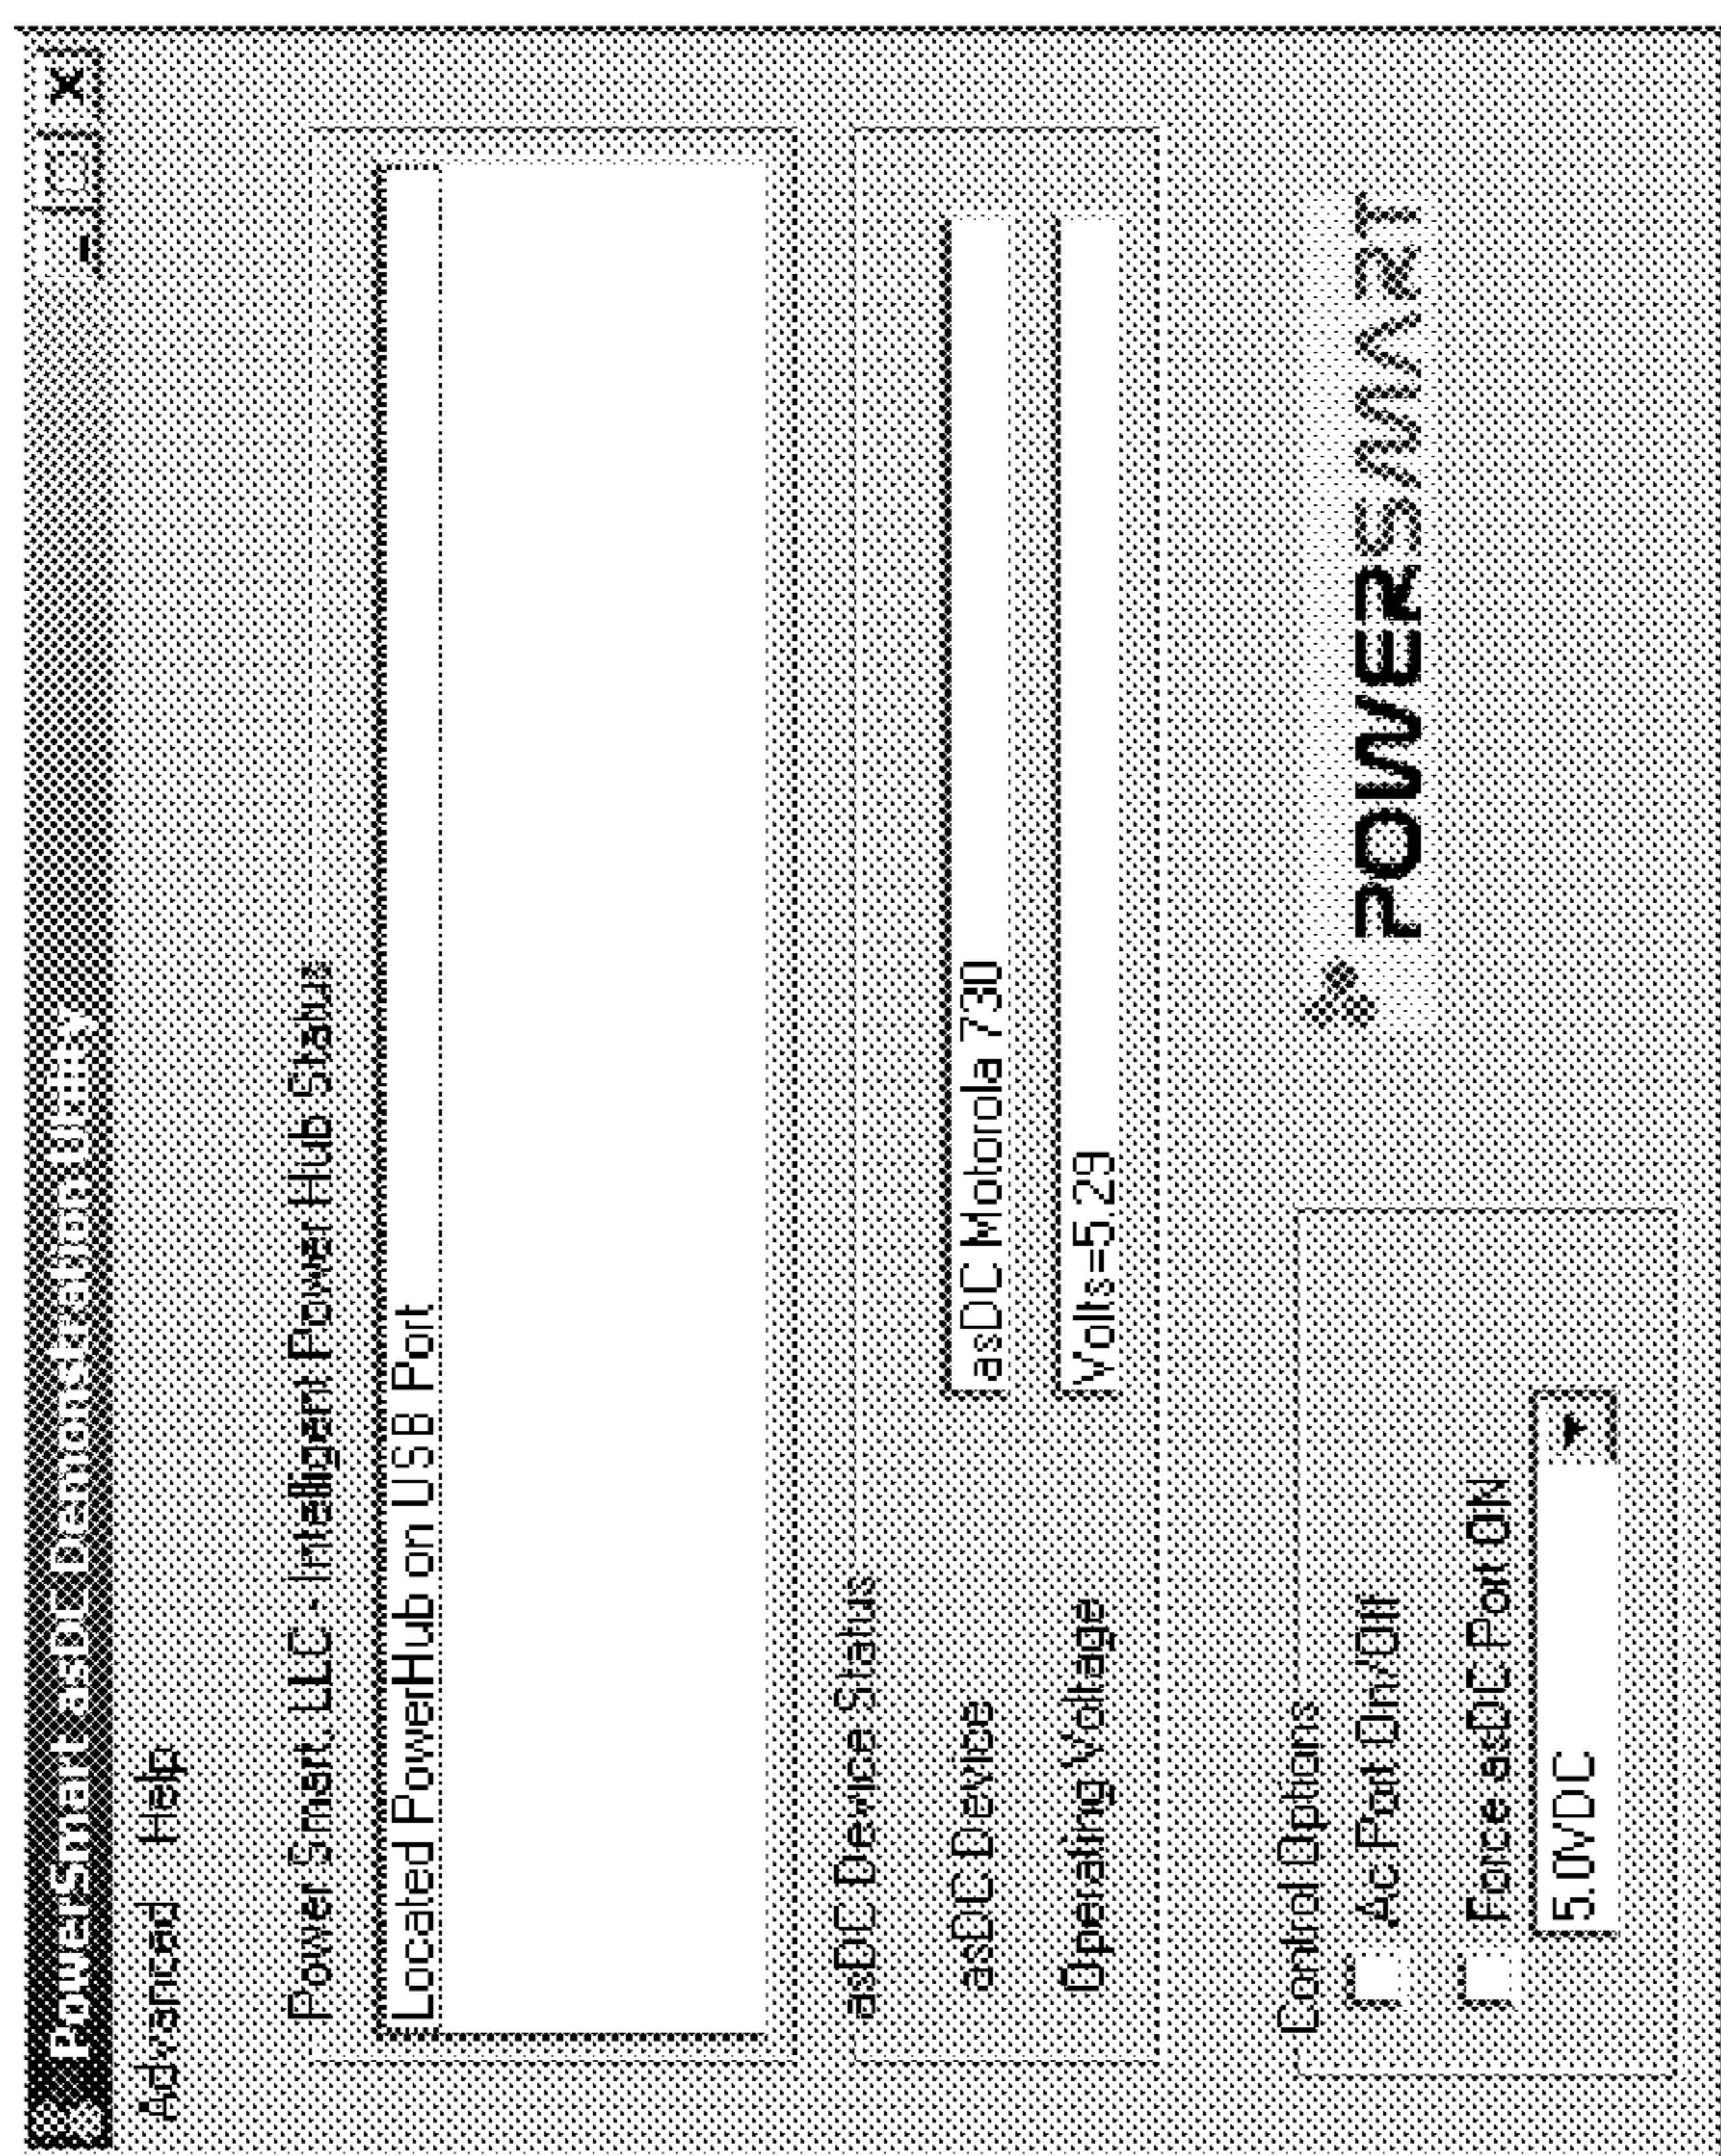 PowerSmart asDC Demonstration Utility
Advanced Help
Power Smart, LLC - Intelligent Power Hub Status
Located PowerHub on USB Port
asDC Device Status
asDC Device
asDC Motorola 730
Operating Voltage
Volts=5.29
Control Options
Ac Port On/Off
Force asDC Port ON
5.0VDC
POWERSMART